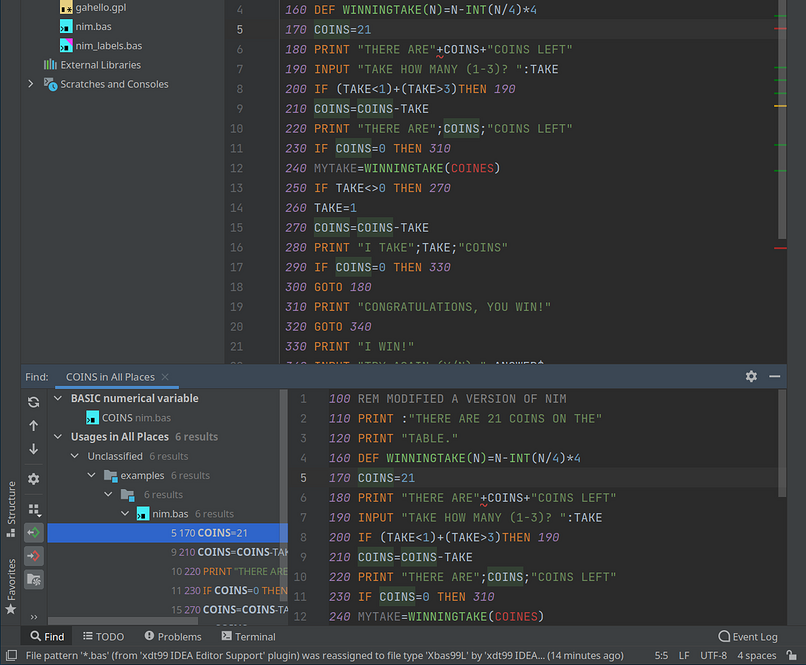 gahello.gpl
nim.bas
nim_labels.bas
External Libraries
Scratches and Consoles
4 160 DEF WINNINGTAKE(N)=N-INT(N/4)*4
5 170 COINS=21
6 180 PRINT "THERE ARE"+COINS+"COINS LEFT"
7 190 INPUT "TAKE HOW MANY (1-3)? ":TAKE
8 200 IF (TAKE<1)+(TAKE>3)THEN 190
9 210 COINS=COINS-TAKE
10 220 PRINT "THERE ARE";COINS;"COINS LEFT"
11 230 IF COINS=0 THEN 310
12 240 MYTAKE=WINNINGTAKE(COINES)
13 250 IF TAKE<>0 THEN 270
14 260 TAKE=1
15 270 COINS=COINS-TAKE
16 280 PRINT "I TAKE";TAKE;"COINS"
17 290 IF COINS=0 THEN 330
18 300 GOTO 180
19 310 PRINT "CONGRATULATIONS, YOU WIN!"
20 320 GOTO 340
21 330 PRINT "I WIN!"
Find: COINS in All Places
BASIC numerical variable
COINS nim.bas
Usages in All Places 6 results
Unclassified 6 results
examples 6 results
6 results
nim.bas 6 results
5 170 COINS=21
9 210 COINS=COINS-TAK
10 220 PRINT "THERE ARE
11 230 IF COINS=0 THEN
15 270 COINS=COINS-TA
1 100 REM MODIFIED A VERSION OF NIM
2 110 PRINT :"THERE ARE 21 COINS ON THE"
3 120 PRINT "TABLE."
4 160 DEF WINNINGTAKE(N)=N-INT(N/4)*4
5 170 COINS=21
6 180 PRINT "THERE ARE"+COINS+"COINS LEFT"
7 190 INPUT "TAKE HOW MANY (1-3)? ":TAKE
8 200 IF (TAKE<1)+(TAKE>3)THEN 190
9 210 COINS=COINS-TAKE
10 220 PRINT "THERE ARE";COINS;"COINS LEFT"
11 230 IF COINS=0 THEN 310
12 240 MYTAKE=WINNINGTAKE(COINES)
Structure
Favorites
Find TODO Problems Terminal Event Log
File pattern '*.bas' (from 'xdt99 IDEA Editor Support' plugin) was reassigned to file type 'Xbas99L' by 'xdt99 IDEA... (14 minutes ago) 5:5 LF UTF-8 4 spaces